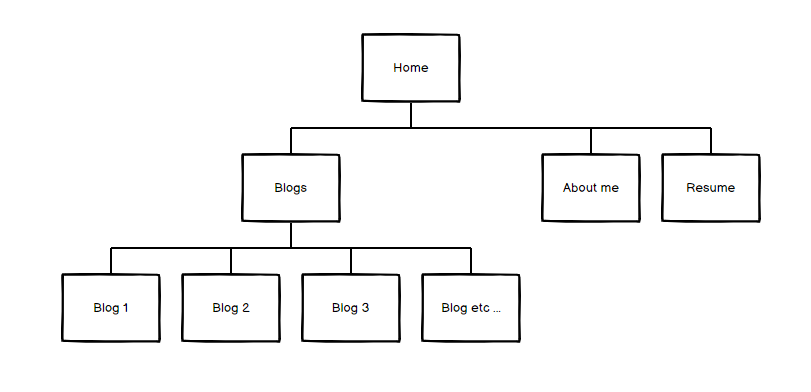 Home
Blogs
About me
Resume
Blog 1
Blog 2
Blog 3
Blog etc ...